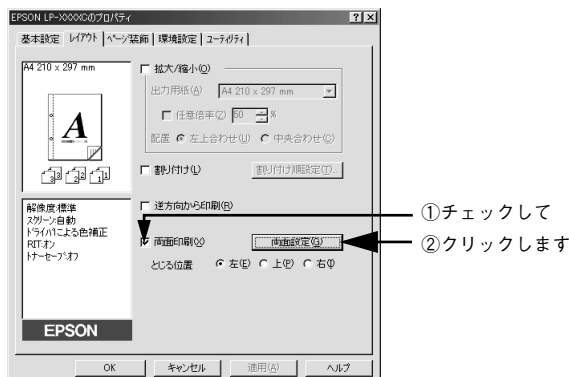 EPSON LP-XXXXCのプロパティ
基本設定 レイアウト ページ装飾 環境設定 ユーティリティ
A4 210 x 297 mm
拡大/縮小(O)
出力用紙(A) A4 210 x 297 mm
任意倍率(Z) 50 %
配置 左上合わせ(U) 中央合わせ(C)
A
3 2 1
割り付け(L) 割り付け順設定(T)...
逆方向から印刷(R)
両面印刷(X) 両面設定(G)
とじる位置 左(E) 上(P) 右(I)
解像度:標準
スクリーン:自動
ドライバによる色補正
RIT:オン
トナーセーブ:オフ
EPSON
OK キャンセル 適用(A) ヘルプ
①チェックして
②クリックします